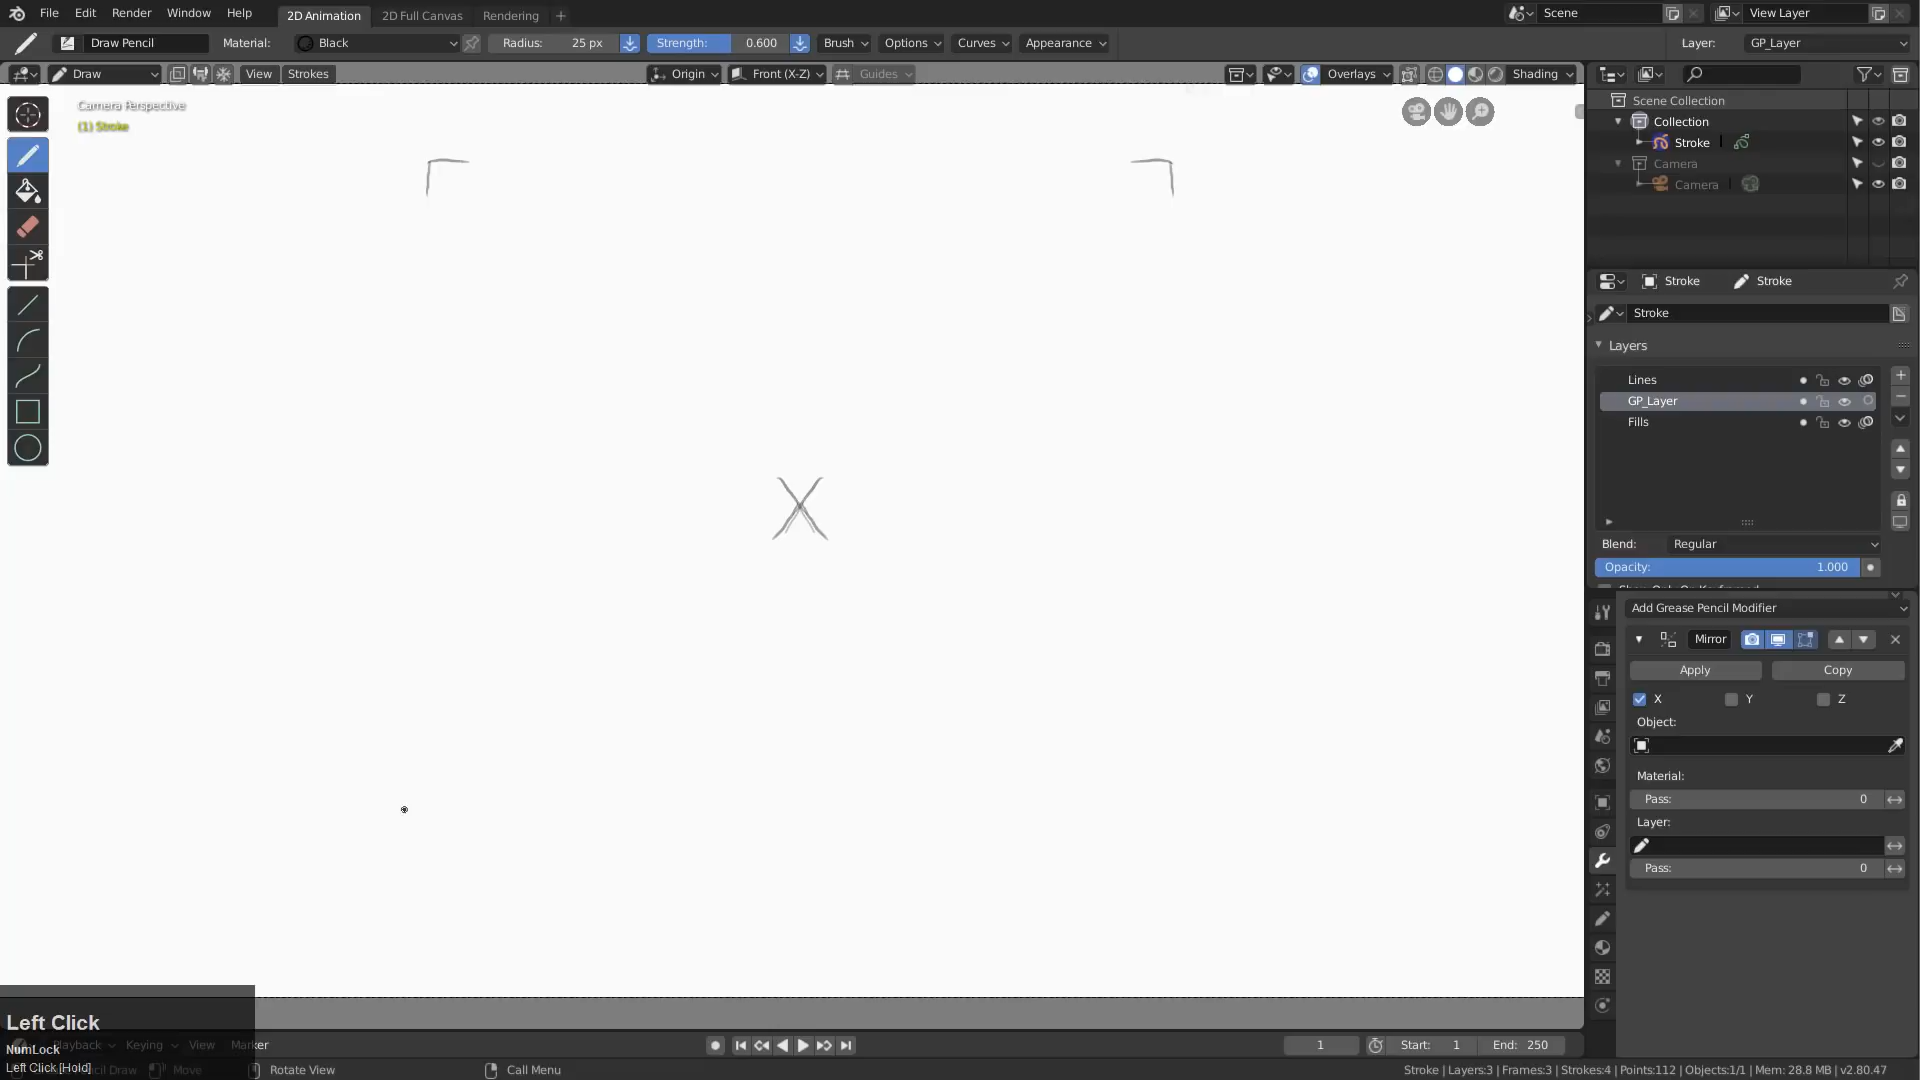 File Edit Render Window Help 2D Animation 2D Full Canvas Rendering Scene View Layer
Draw Pencil Material: Black Radius: 25 px Strength: 0.600 Brush Options Curves Appearance Layer: GP_Layer
Draw View Strokes Origin Front (X-Z) Guides Overlays Shading
Camera Perspective
(1) Stroke
Scene Collection
Collection
Stroke
Camera
Camera
Stroke Stroke
Stroke
Layers
Lines
GP_Layer
Fills
Blend: Regular
Opacity: 1.000
Add Grease Pencil Modifier
Mirror
Apply Copy
X Y Z
Object:
Material:
Pass: 0
Layer:
Pass: 0
Left Click
NumLock
Left Click [Hold]
Playback Keying View Marker 1 Start: 1 End: 250
Move Rotate View Call Menu Stroke | Layers:3 | Frames:3 | Strokes:4 | Points:112 | Objects:1/1 | Mem: 28.8 MB | v2.80.47